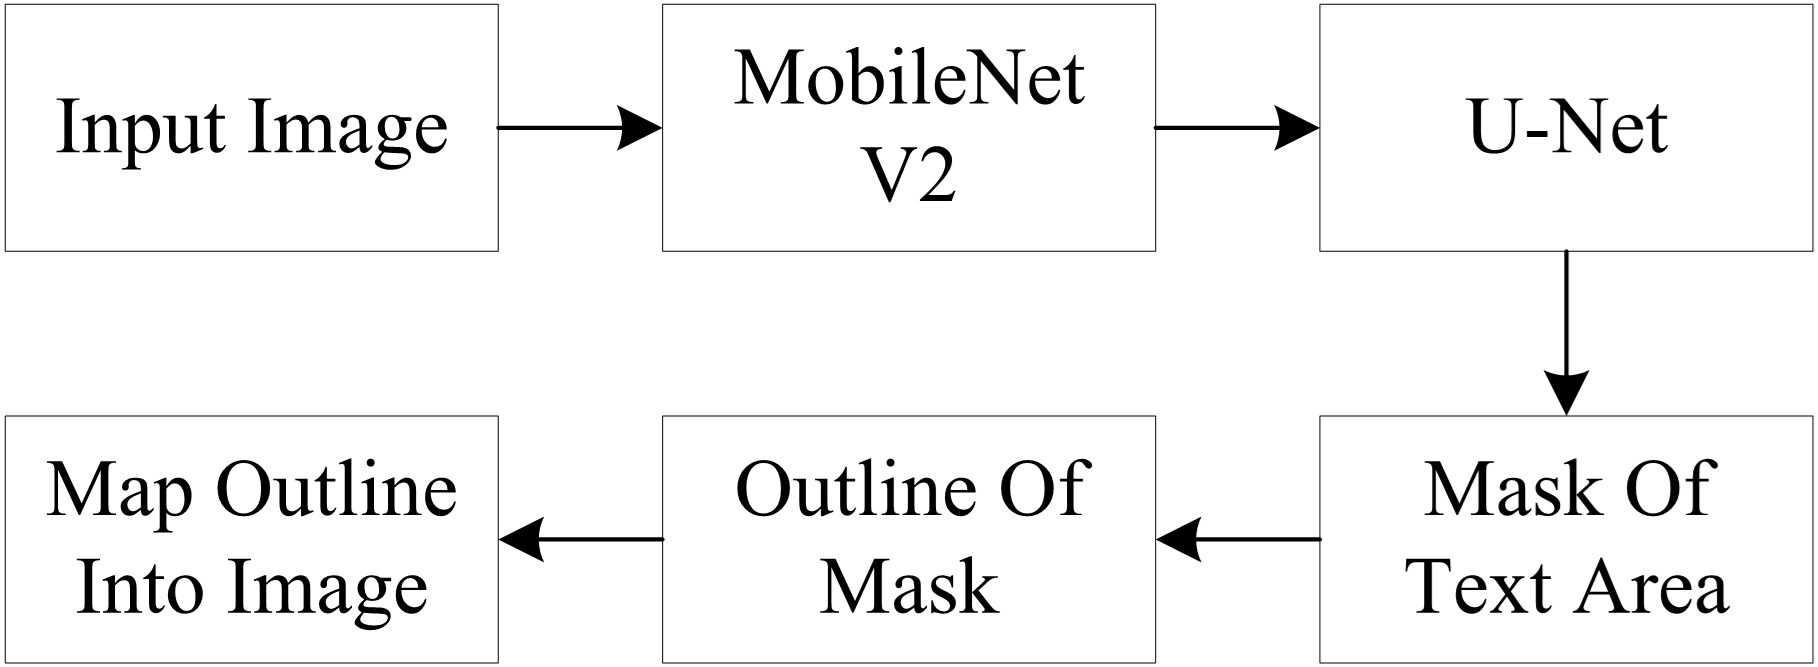 Input Image
MobileNet
V2
U-Net
Map Outline
Into Image
Outline Of
Mask
Mask Of
Text Area